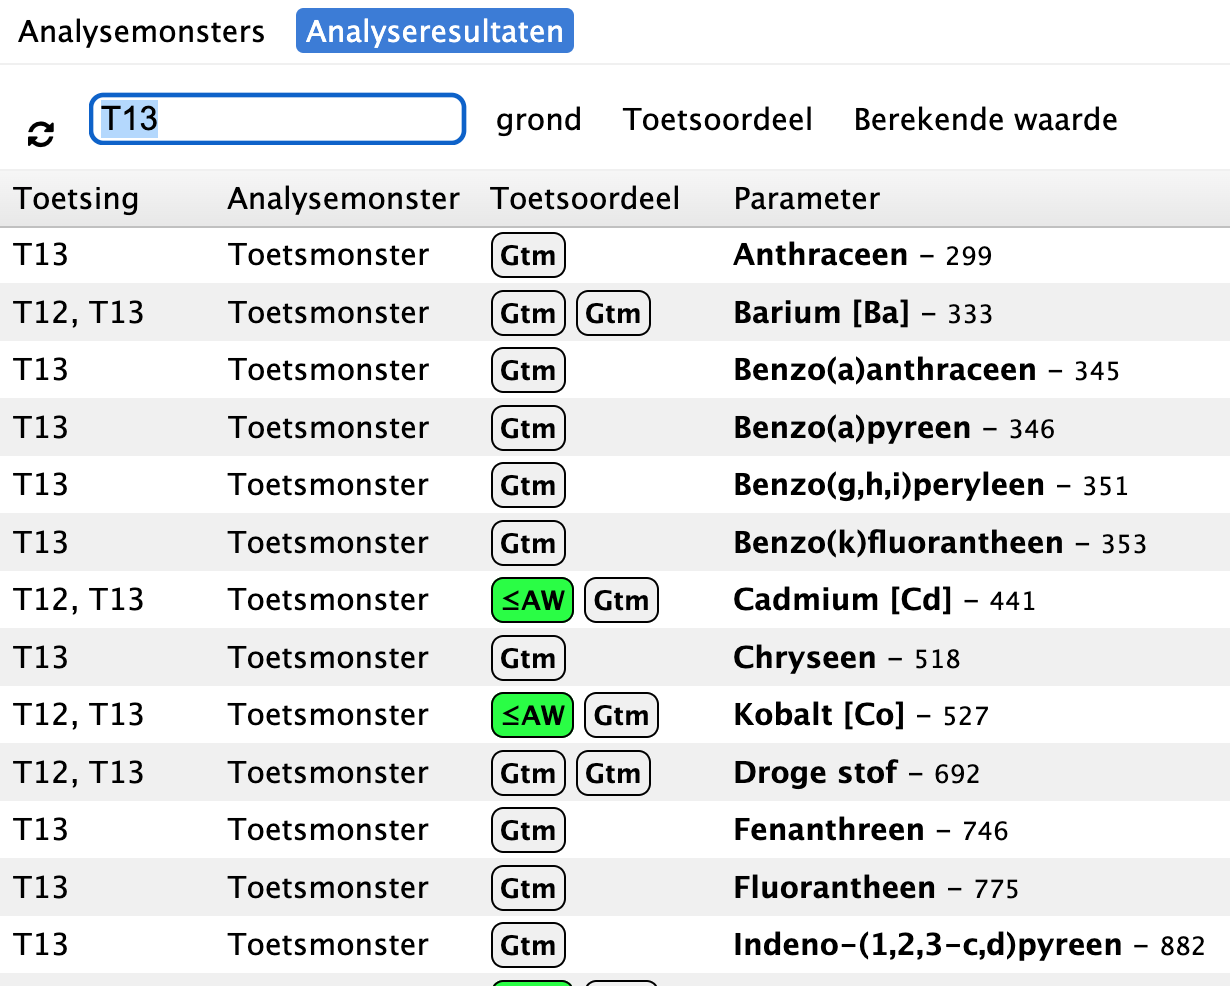 Analysemonsters Analyseresultaten
T13 grond Toetsoordeel Berekende waarde
Toetsing Analysemonster Toetsoordeel Parameter
T13 Toetsmonster Gtm Anthraceen – 299
T12, T13 Toetsmonster Gtm Gtm Barium [Ba] – 333
T13 Toetsmonster Gtm Benzo(a)anthraceen – 345
T13 Toetsmonster Gtm Benzo(a)pyreen – 346
T13 Toetsmonster Gtm Benzo(g,h,i)peryleen – 351
T13 Toetsmonster Gtm Benzo(k)fluorantheen – 353
T12, T13 Toetsmonster ≤AW Gtm Cadmium [Cd] – 441
T13 Toetsmonster Gtm Chryseen – 518
T12, T13 Toetsmonster ≤AW Gtm Kobalt [Co] – 527
T12, T13 Toetsmonster Gtm Gtm Droge stof – 692
T13 Toetsmonster Gtm Fenanthreen – 746
T13 Toetsmonster Gtm Fluorantheen – 775
T13 Toetsmonster Gtm Indeno-(1,2,3-c,d)pyreen – 882